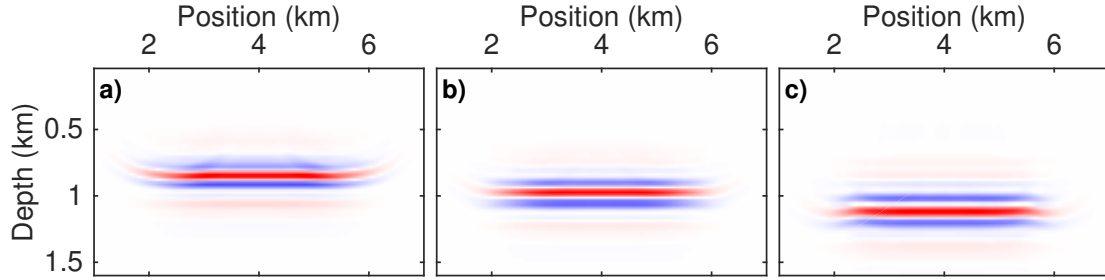 Position (km) Position (km) Position (km)
2 4 6 2 4 6 2 4 6
a) b) c)
Depth (km)
0.5
1
1.5